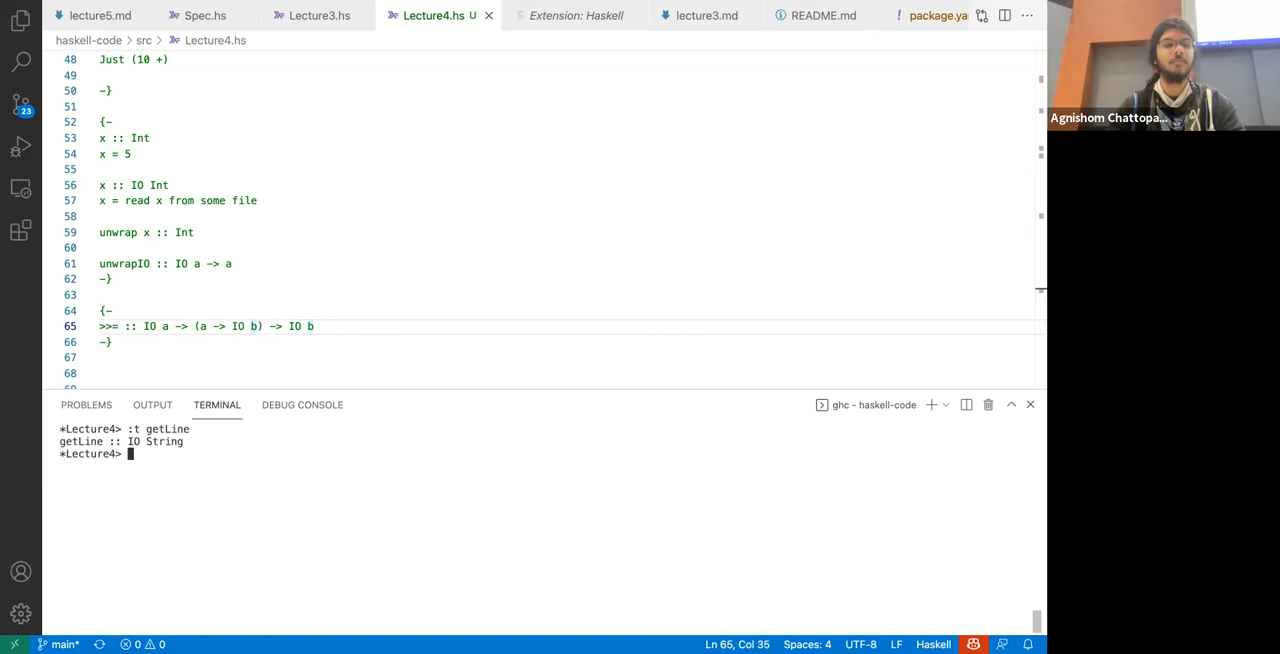 lecture5.md Spec.hs Lecture3.hs Lecture4.hs U Extension: Haskell lecture3.md README.md ! package.ya
haskell-code > src > Lecture4.hs
48 Just (10 +)
49
50 -}
51
52 {-
53 x :: Int
54 x = 5
55
56 x :: IO Int
57 x = read x from some file
58
59 unwrap x :: Int
60
61 unwrapIO :: IO a -> a
62 -}
63
64 {-
65 >>= :: IO a -> (a -> IO b) -> IO b
66 -}
67
68
69
23
Agnishom Chattopa...
PROBLEMS OUTPUT TERMINAL DEBUG CONSOLE ghc - haskell-code
*Lecture4> :t getLine
getLine :: IO String
*Lecture4>
main* 0 0 Ln 65, Col 35 Spaces: 4 UTF-8 LF Haskell